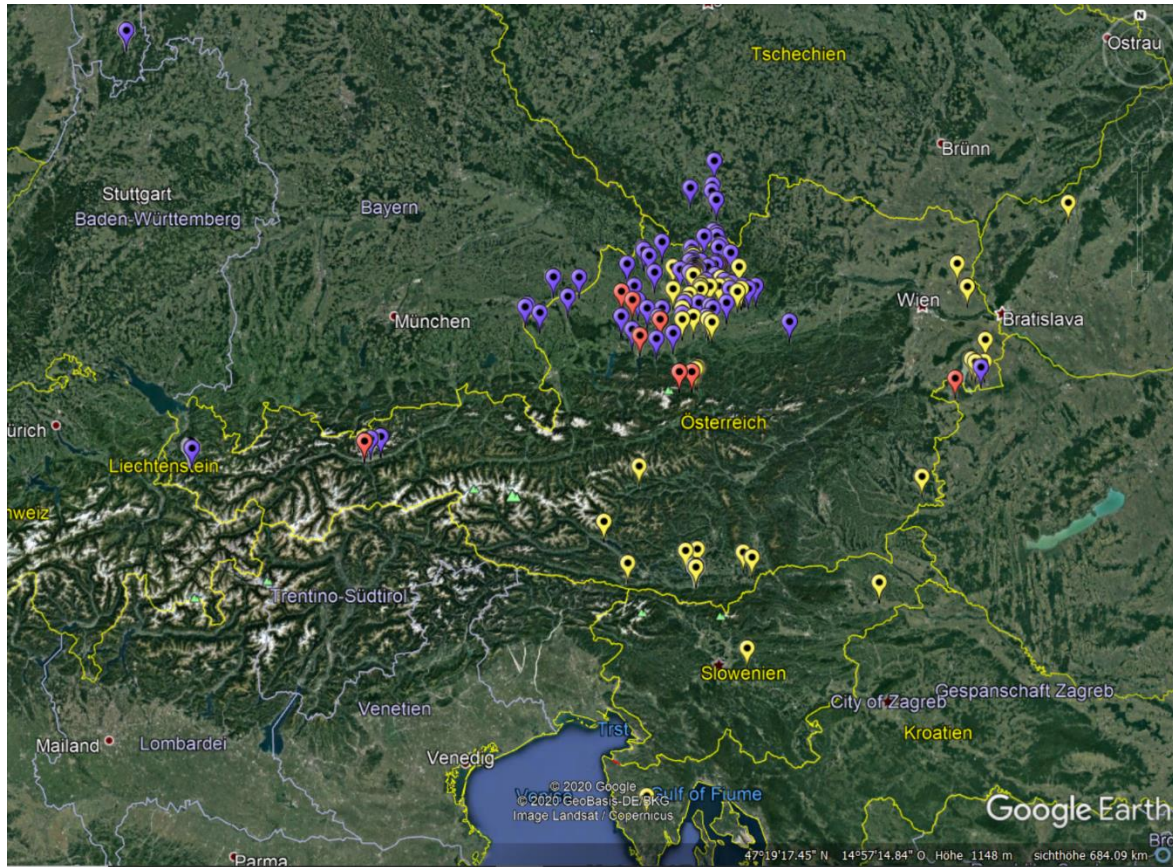 N
Ostrau
Tschechien
Brünn
Stuttgart
Baden-Württemberg
Bayern
Wien
Bratislava
München
ürich
Österreich
Liechtenstein
hweiz
Trentino-Südtirol
Slowenien
City of Zagreb
Gespanschaft Zagreb
Venetien
Trst
Kroatien
Mailand
Lombardei
Venedig
© 2020 Google
Gulf of Fiume
© 2020 GeoBasis-DE/BKG
Image Landsat / Copernicus
Google Earth
Parma
47°19'17.45" N 14°57'14.84" O Höhe 1148 m sichthöhe 684.09 km